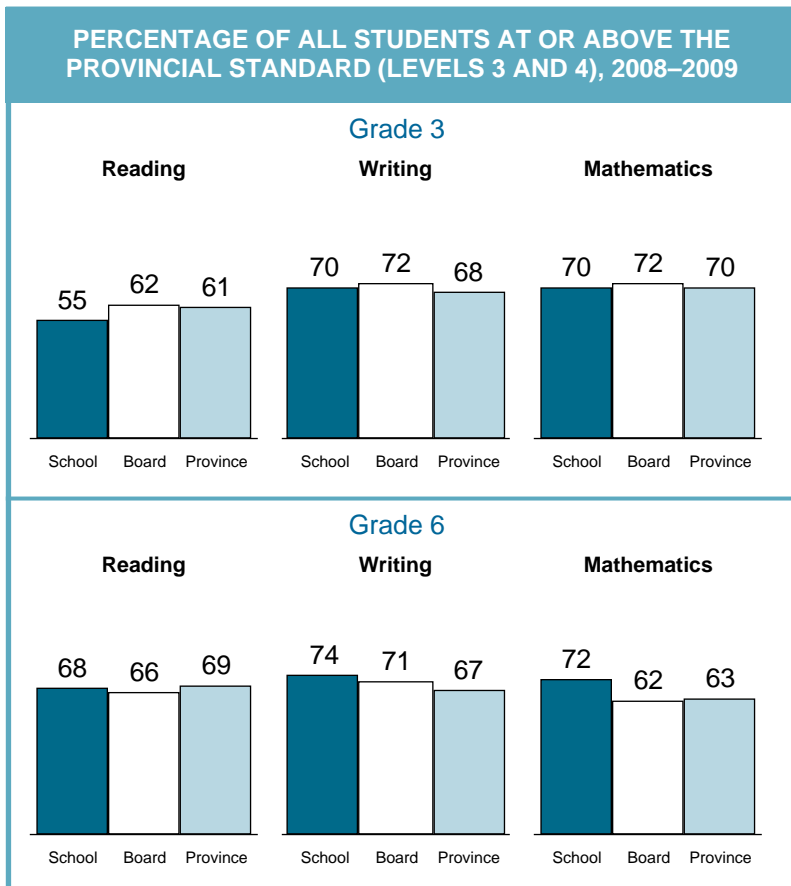 PERCENTAGE OF ALL STUDENTS AT OR ABOVE THE
PROVINCIAL STANDARD (LEVELS 3 AND 4), 2008–2009
Grade 3
Reading Writing Mathematics
55 62 61 70 72 68 70 72 70
School Board Province School Board Province School Board Province
Grade 6
Reading Writing Mathematics
68 66 69 74 71 67 72 62 63
School Board Province School Board Province School Board Province